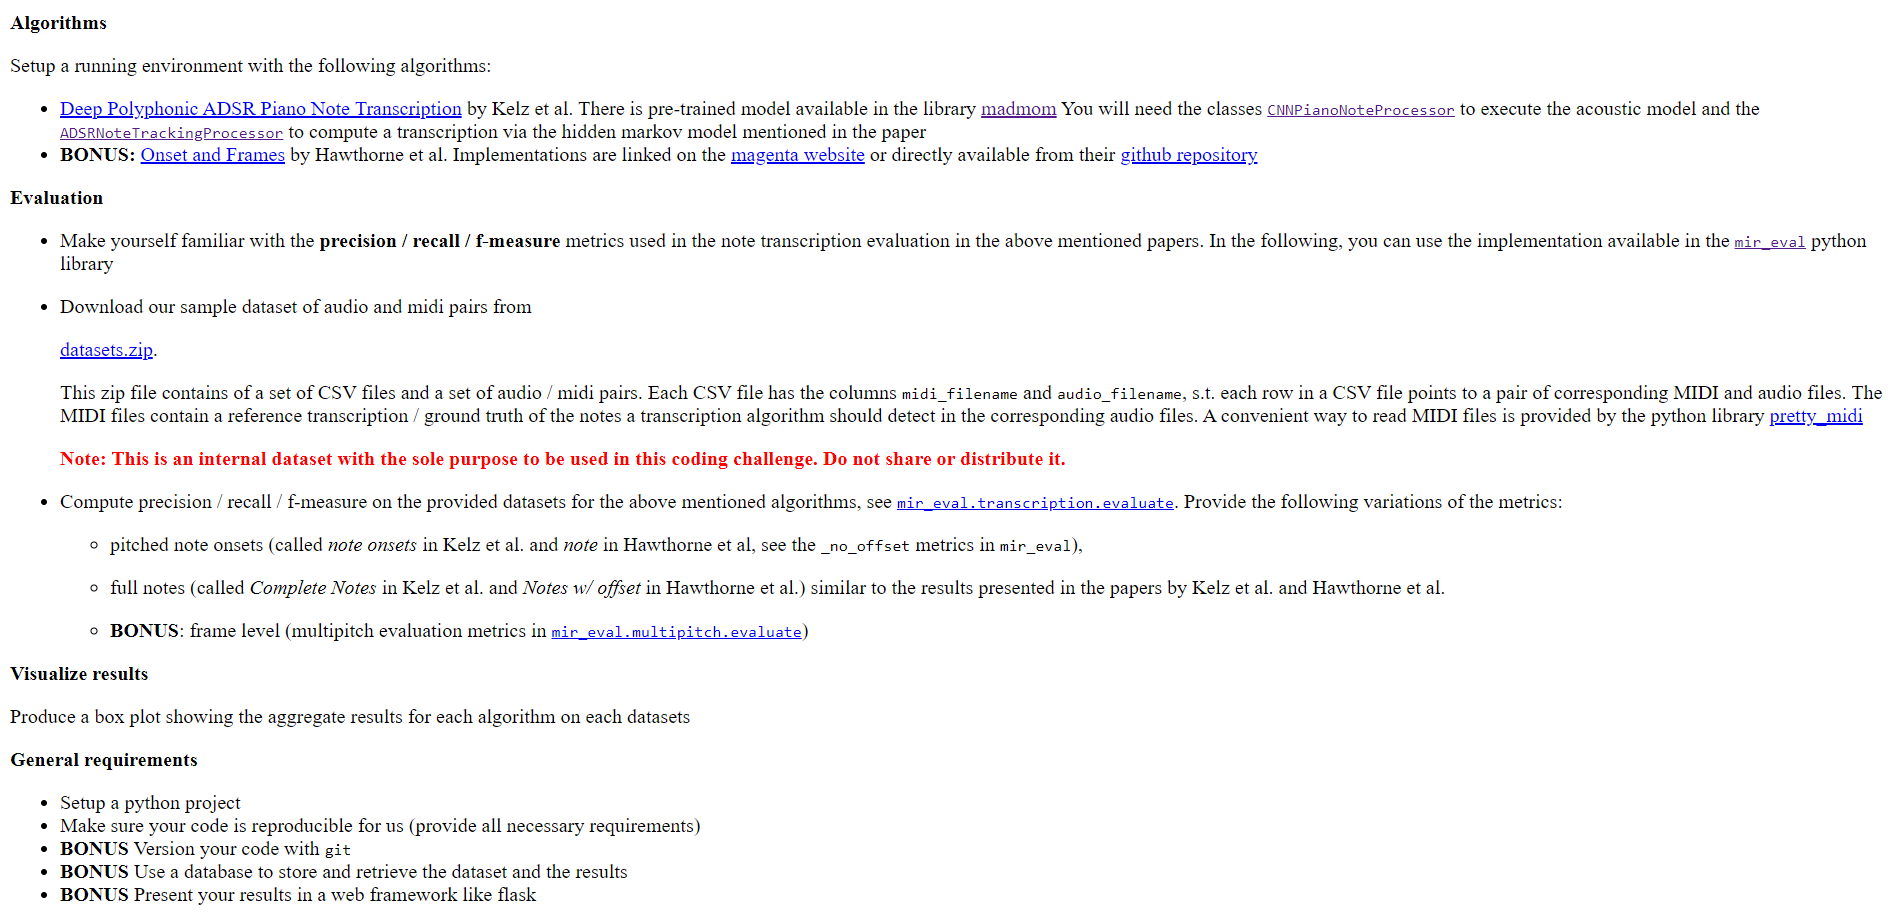 Algorithms
Setup a running environment with the following algorithms:
Deep Polyphonic ADSR Piano Note Transcription by Kelz et al. There is pre-trained model available in the library madmom You will need the classes CNNPianoNoteProcessor to execute the acoustic model and the
ADSRNoteTrackingProcessor to compute a transcription via the hidden markov model mentioned in the paper
BONUS: Onset and Frames by Hawthorne et al. Implementations are linked on the magenta website or directly available from their github repository
Evaluation
Make yourself familiar with the precision / recall / f-measure metrics used in the note transcription evaluation in the above mentioned papers. In the following, you can use the implementation available in the mir_eval python
library
Download our sample dataset of audio and midi pairs from
datasets.zip.
This zip file contains of a set of CSV files and a set of audio / midi pairs. Each CSV file has the columns midi_filename and audio_filename, s.t. each row in a CSV file points to a pair of corresponding MIDI and audio files. The
MIDI files contain a reference transcription / ground truth of the notes a transcription algorithm should detect in the corresponding audio files. A convenient way to read MIDI files is provided by the python library pretty_midi
Note: This is an internal dataset with the sole purpose to be used in this coding challenge. Do not share or distribute it.
Compute precision / recall / f-measure on the provided datasets for the above mentioned algorithms, see mir_eval.transcription.evaluate. Provide the following variations of the metrics:
pitched note onsets (called note onsets in Kelz et al. and note in Hawthorne et al, see the _no_offset metrics in mir_eval),
full notes (called Complete Notes in Kelz et al. and Notes w/ offset in Hawthorne et al.) similar to the results presented in the papers by Kelz et al. and Hawthorne et al.
BONUS: frame level (multipitch evaluation metrics in mir_eval.multipitch.evaluate)
Visualize results
Produce a box plot showing the aggregate results for each algorithm on each datasets
General requirements
Setup a python project
Make sure your code is reproducible for us (provide all necessary requirements)
BONUS Version your code with git
BONUS Use a database to store and retrieve the dataset and the results
BONUS Present your results in a web framework like flask